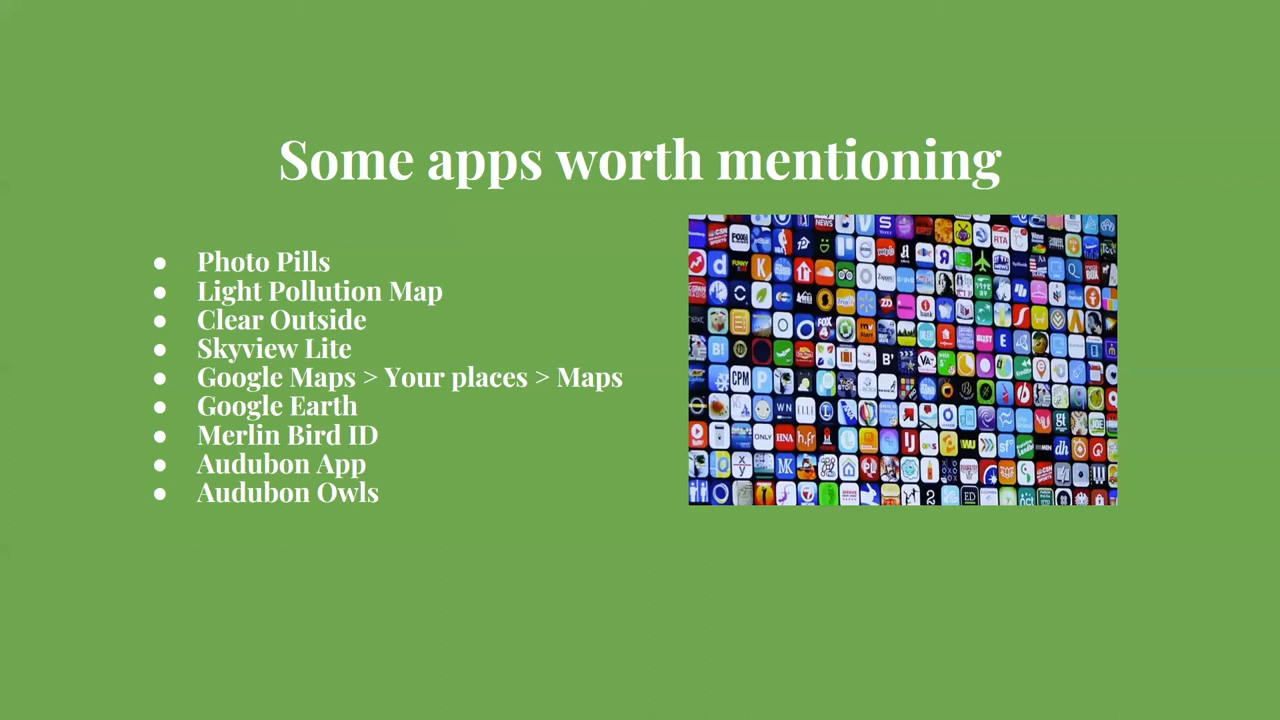 Some apps worth mentioning
● Photo Pills
● Light Pollution Map
● Clear Outside
● Skyview Lite
● Google Maps > Your places > Maps
● Google Earth
● Merlin Bird ID
● Audubon App
● Audubon Owls